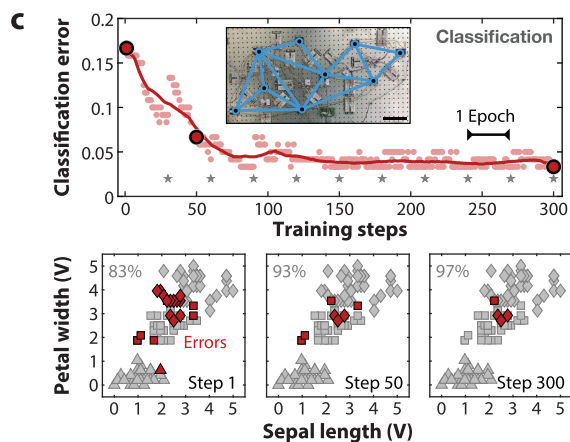 c
Classification error
0.15
0.10
0.05
0
Classification
1 Epoch
0 50 100 150 200 250 300
Training steps
Petal width (V)
5
4
3
2
1
0
83%
Errors
Step 1
93%
Step 50
97%
Step 300
0 1 2 3 4 5
0 1 2 3 4 5
0 1 2 3 4 5
Sepal length (V)